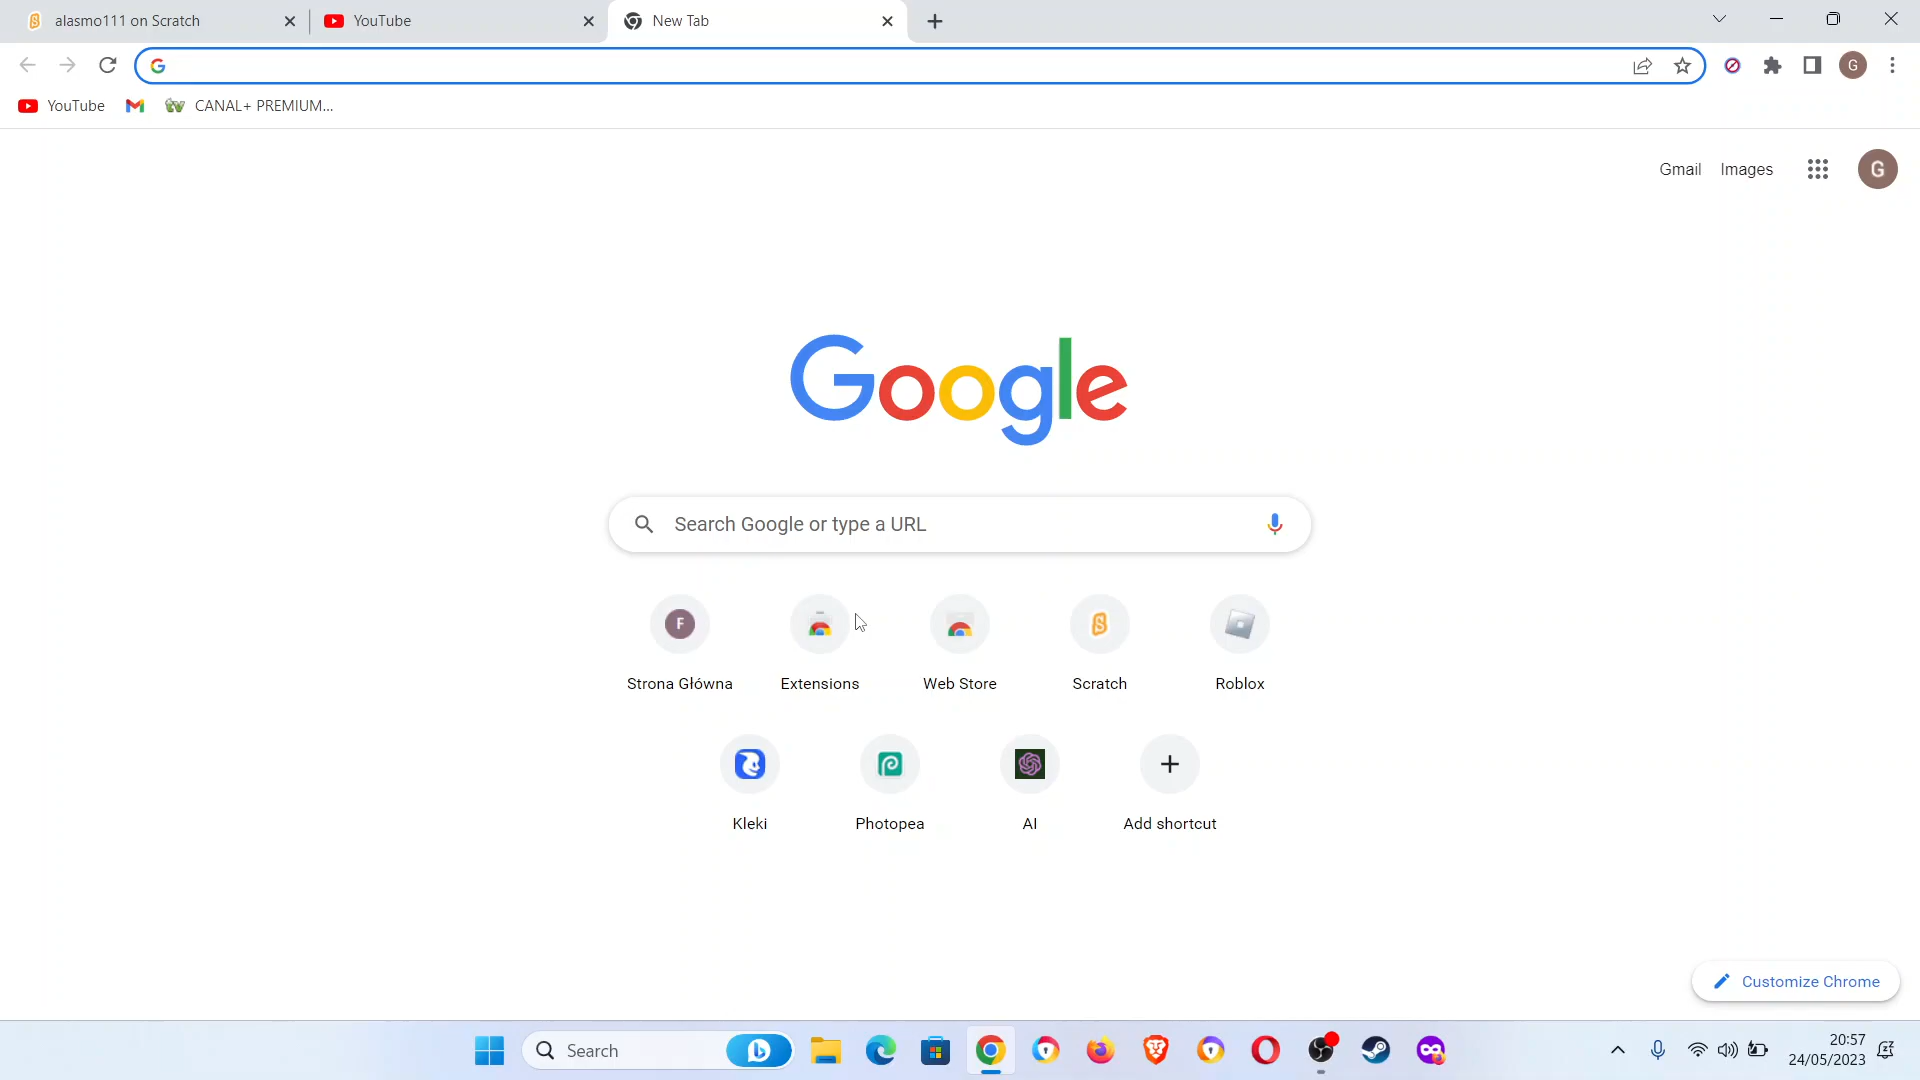 alasmo111 on Scratch
YouTube
New Tab
G
YouTube
CANAL+ PREMIUM...
Gmail
Images
G
Google
Search Google or type a URL
F
Strona Główna
Extensions
Web Store
Scratch
Roblox
Kleki
Photopea
AI
Add shortcut
Customize Chrome
Search
20:57
24/05/2023